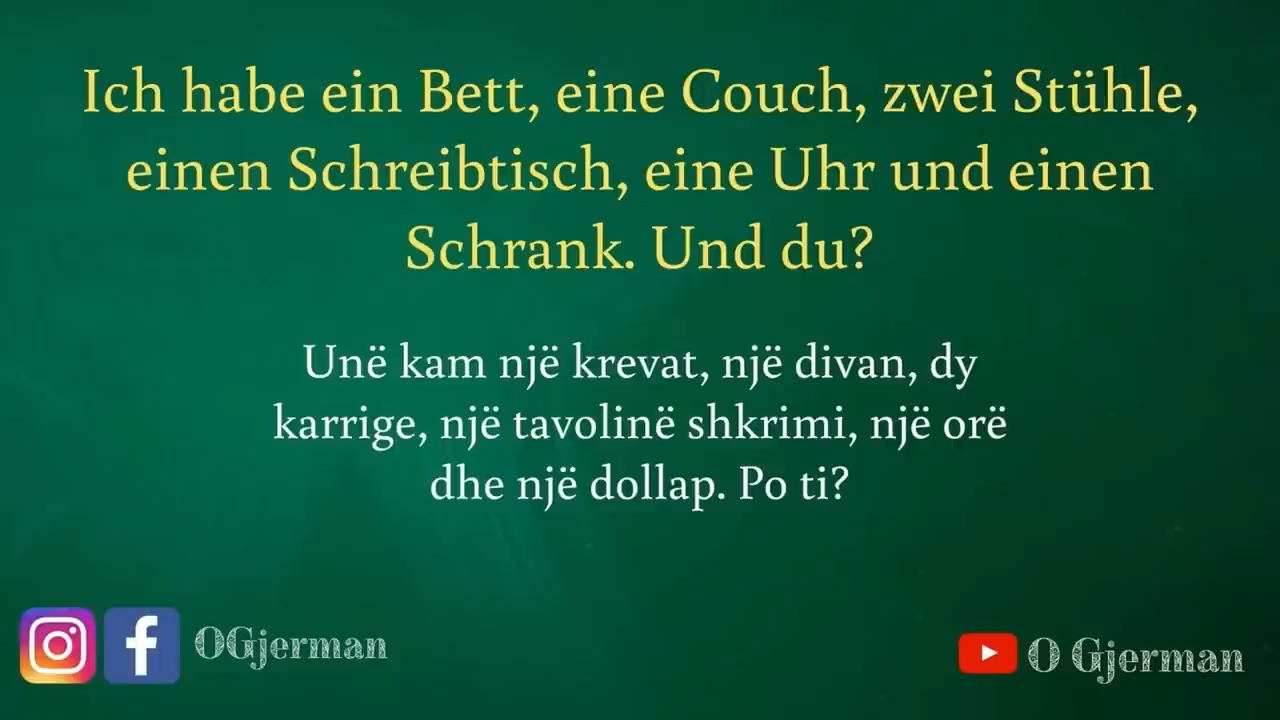 Ich habe ein Bett, eine Couch, zwei Stühle,
einen Schreibtisch, eine Uhr und einen
Schrank. Und du?
Unë kam një krevat, një divan, dy
karrige, një tavolinë shkrimi, një orë
dhe një dollap. Po ti?
OGjerman
O Gjerman